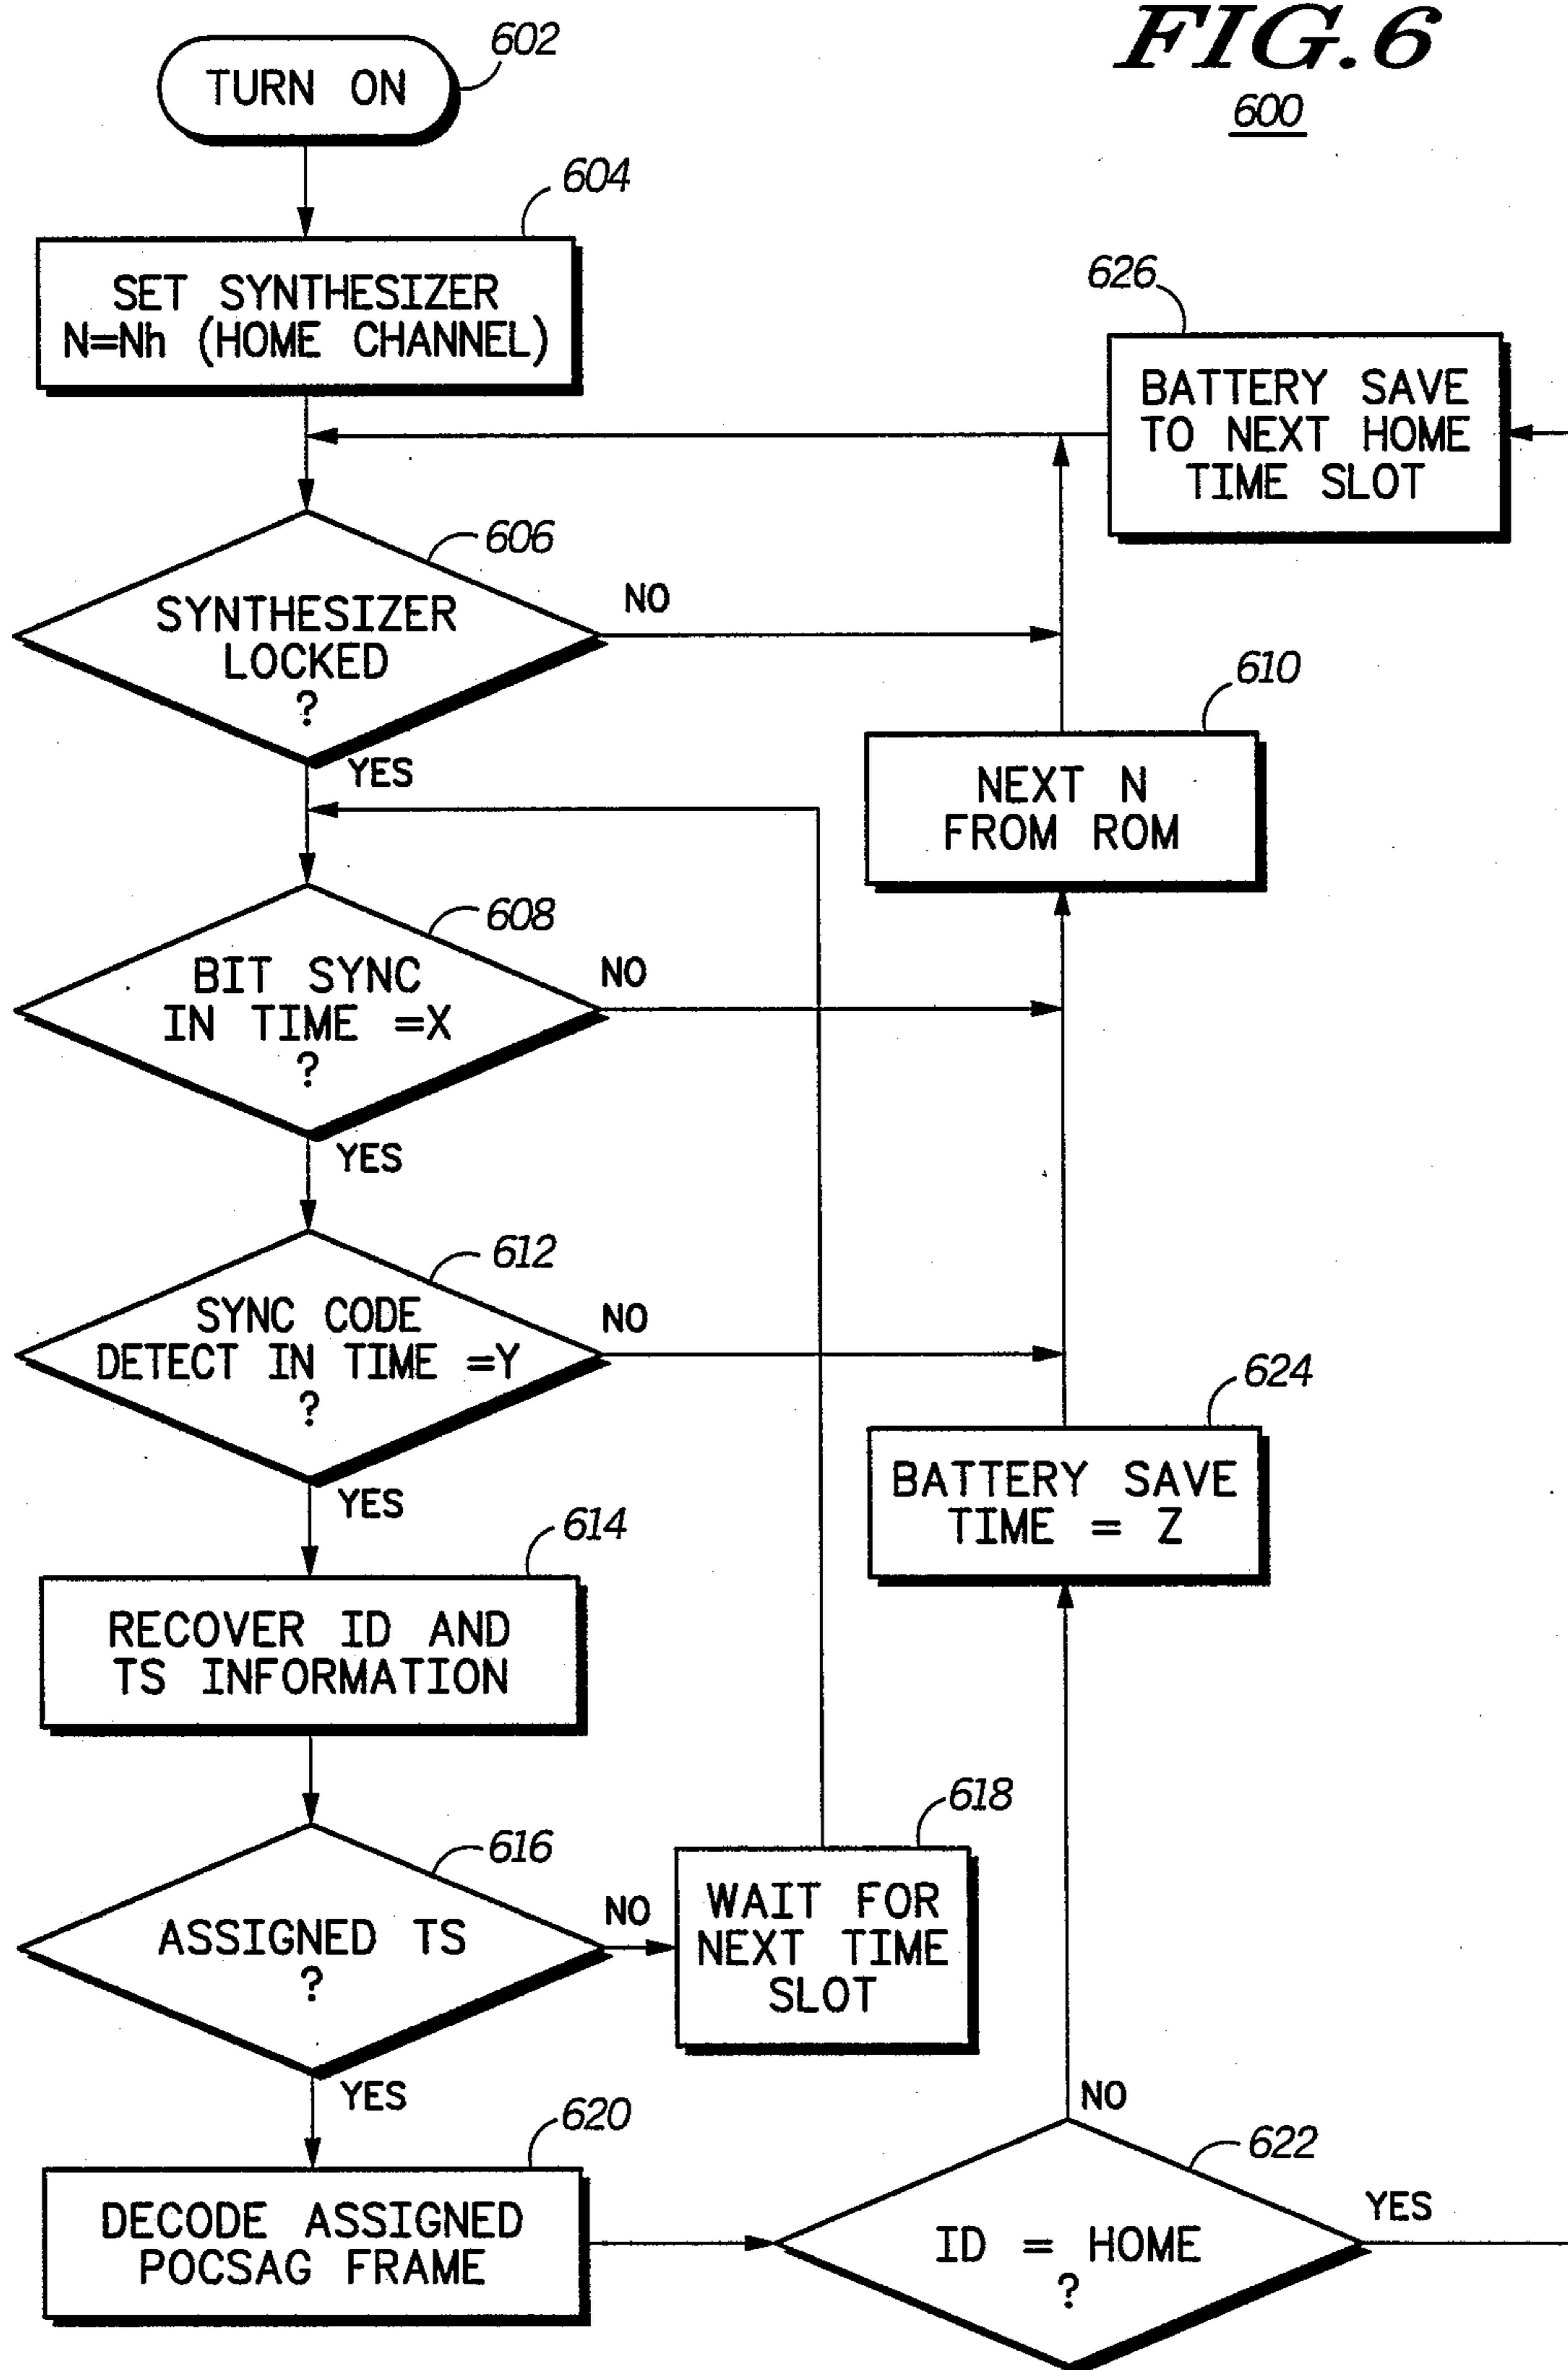 FIG.6
600
TURN ON
602
604
SET SYNTHESIZER
N=Nh (HOME CHANNEL)
626
BATTERY SAVE
TO NEXT HOME
TIME SLOT
606
SYNTHESIZER
LOCKED
?
NO
YES
610
NEXT N
FROM ROM
608
BIT SYNC
IN TIME =X
?
NO
YES
612
SYNC CODE
DETECT IN TIME =Y
?
NO
YES
624
BATTERY SAVE
TIME = Z
614
RECOVER ID AND
TS INFORMATION
616
ASSIGNED TS
?
NO
YES
618
WAIT FOR
NEXT TIME
SLOT
620
DECODE ASSIGNED
POCSAG FRAME
622
ID = HOME
?
NO
YES